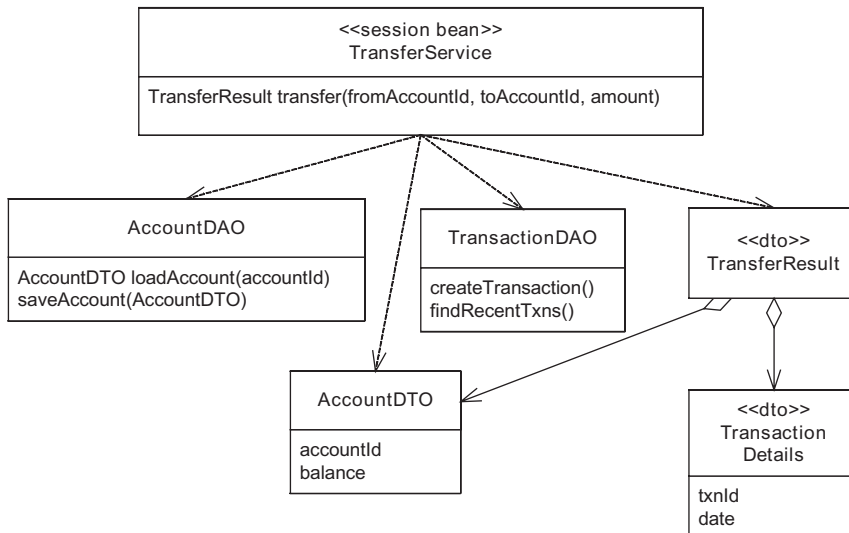 <<session bean>>
TransferService
TransferResult transfer(fromAccountId, toAccountId, amount)
AccountDAO
AccountDTO loadAccount(accountId)
saveAccount(AccountDTO)
TransactionDAO
createTransaction()
findRecentTxns()
<<dto>>
TransferResult
AccountDTO
accountId
balance
<<dto>>
Transaction
Details
txnId
date